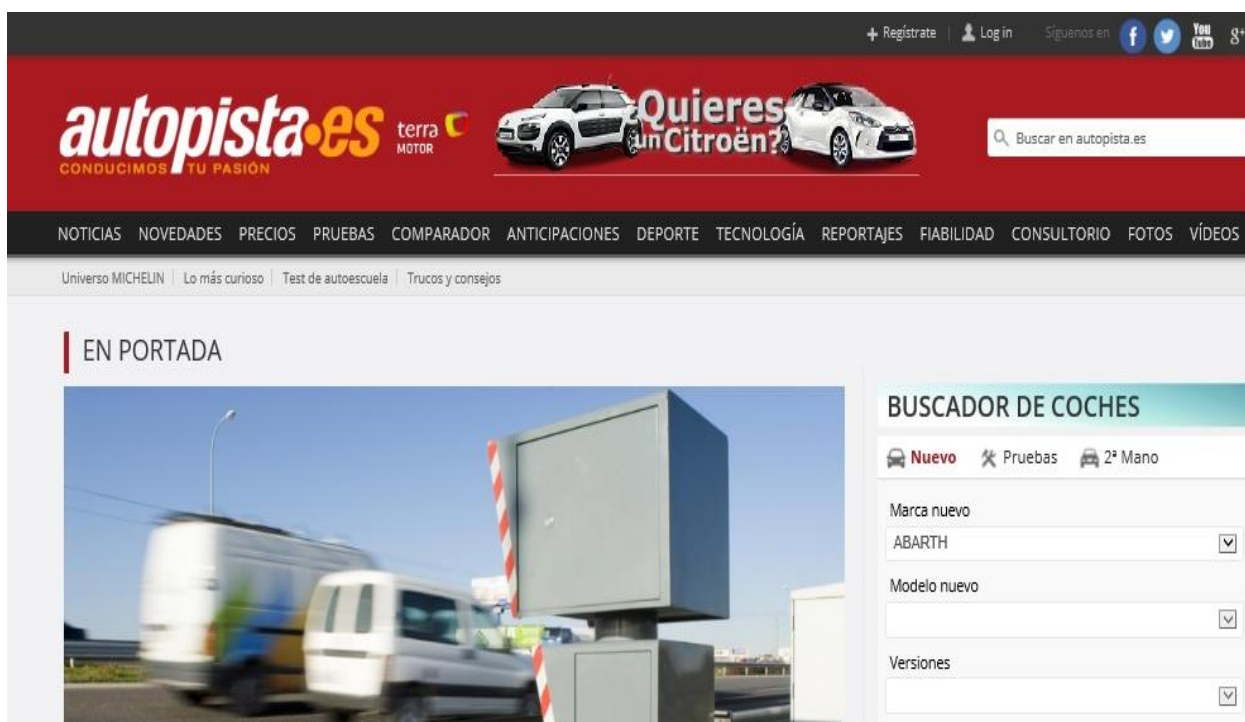 Regístrate
Log in
Síguenos en
f
You
Tube
g+
autopista.es
CONDUCIMOS TU PASIÓN
terra
MOTOR
¿Quieres
un Citroën?
Buscar en autopista.es
NOTICIAS NOVEDADES PRECIOS PRUEBAS COMPARADOR ANTICIPACIONES DEPORTE TECNOLOGÍA REPORTAJES FIABILIDAD CONSULTORIO FOTOS VÍDEOS
Universo MICHELIN Lo más curioso Test de autoescuela Trucos y consejos
EN PORTADA
BUSCADOR DE COCHES
Nuevo Pruebas 2ª Mano
Marca nuevo
ABARTH
Modelo nuevo
Versiones